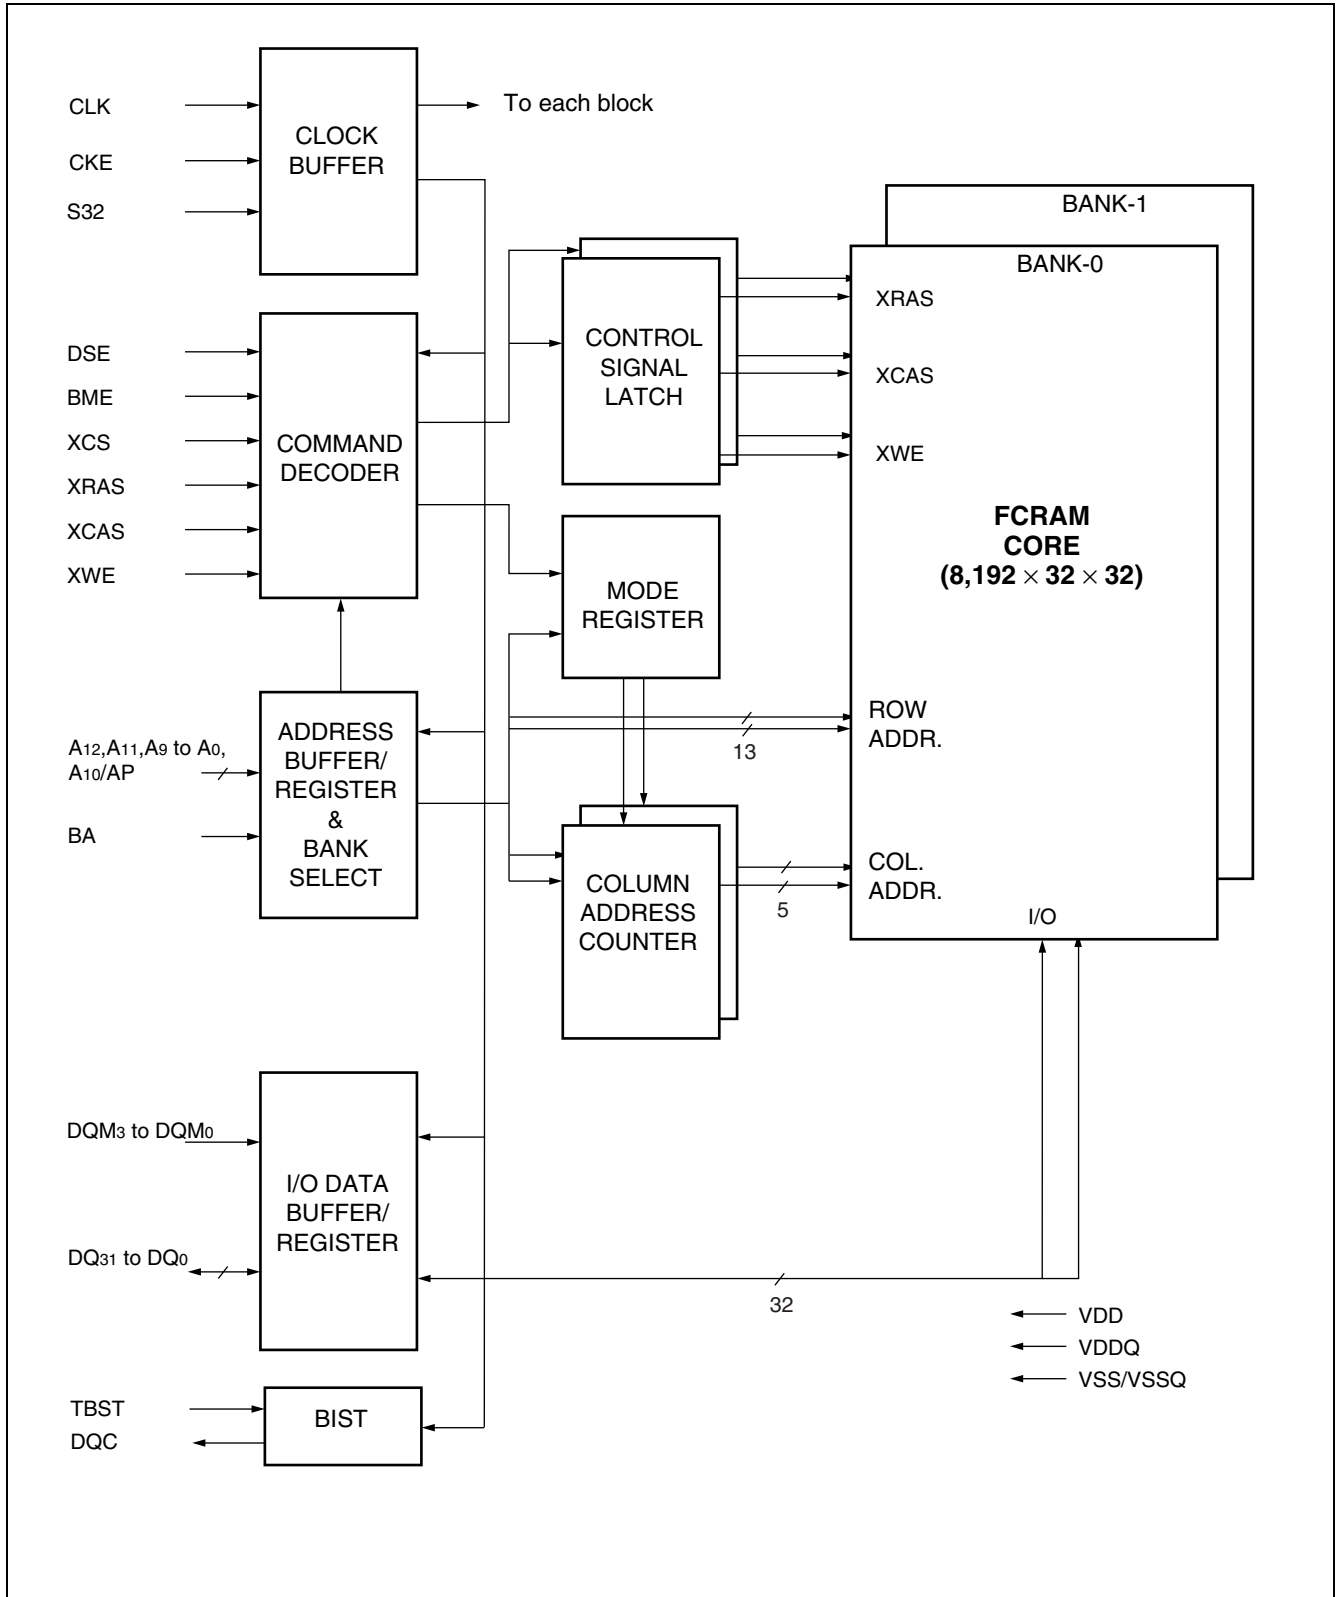 CLK
CKE
S32
CLOCK
BUFFER
To each block
DSE
BME
XCS
XRAS
XCAS
XWE
COMMAND
DECODER
CONTROL
SIGNAL
LATCH
MODE
REGISTER
BANK-1
BANK-0
XRAS
XCAS
XWE
FCRAM
CORE
(8,192 × 32 × 32)
A12,A11,A9 to A0,
A10/AP
BA
ADDRESS
BUFFER/
REGISTER
&
BANK
SELECT
13
ROW
ADDR.
COLUMN
ADDRESS
COUNTER
5
COL.
ADDR.
I/O
DQM3 to DQM0
DQ31 to DQ0
I/O DATA
BUFFER/
REGISTER
32
VDD
VDDQ
VSS/VSSQ
TBST
DQC
BIST